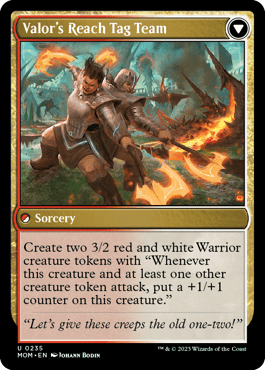 Valor's Reach Tag Team
Sorcery
Create two 3/2 red and white Warrior
creature tokens with “Whenever
this creature and at least one other
creature token attack, put a +1/+1
counter on this creature.”
“Let's give these creeps the old one-two!”
U 0235
MOM • EN JOHANN BODIN
™ & © 2023 Wizards of the Coast